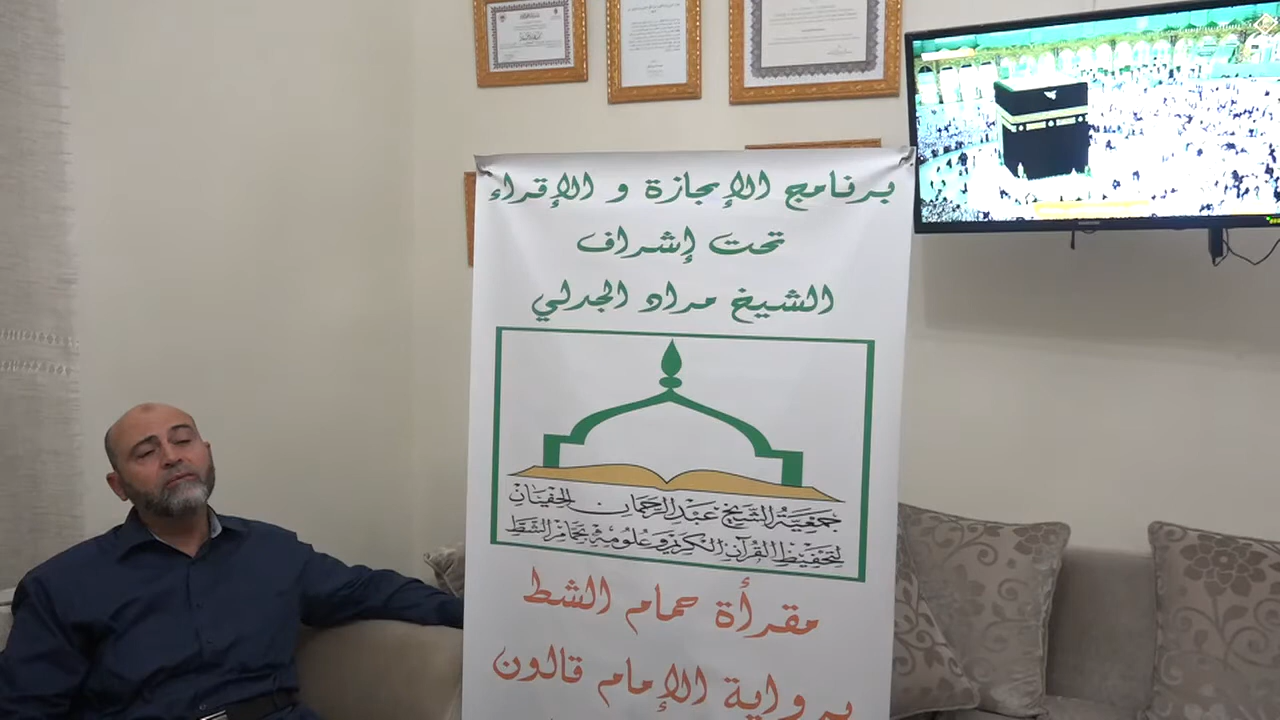 برنامج الإجازة و الإقراء
تحت إشراف
الشيخ مراد الجدلي
جمعية الشيخ عبد الرحمان الحفيان
لتحفيظ القرآن الكريم وعلومه بحمام الشط
مقرأة حمام الشط
برواية الإمام قالون